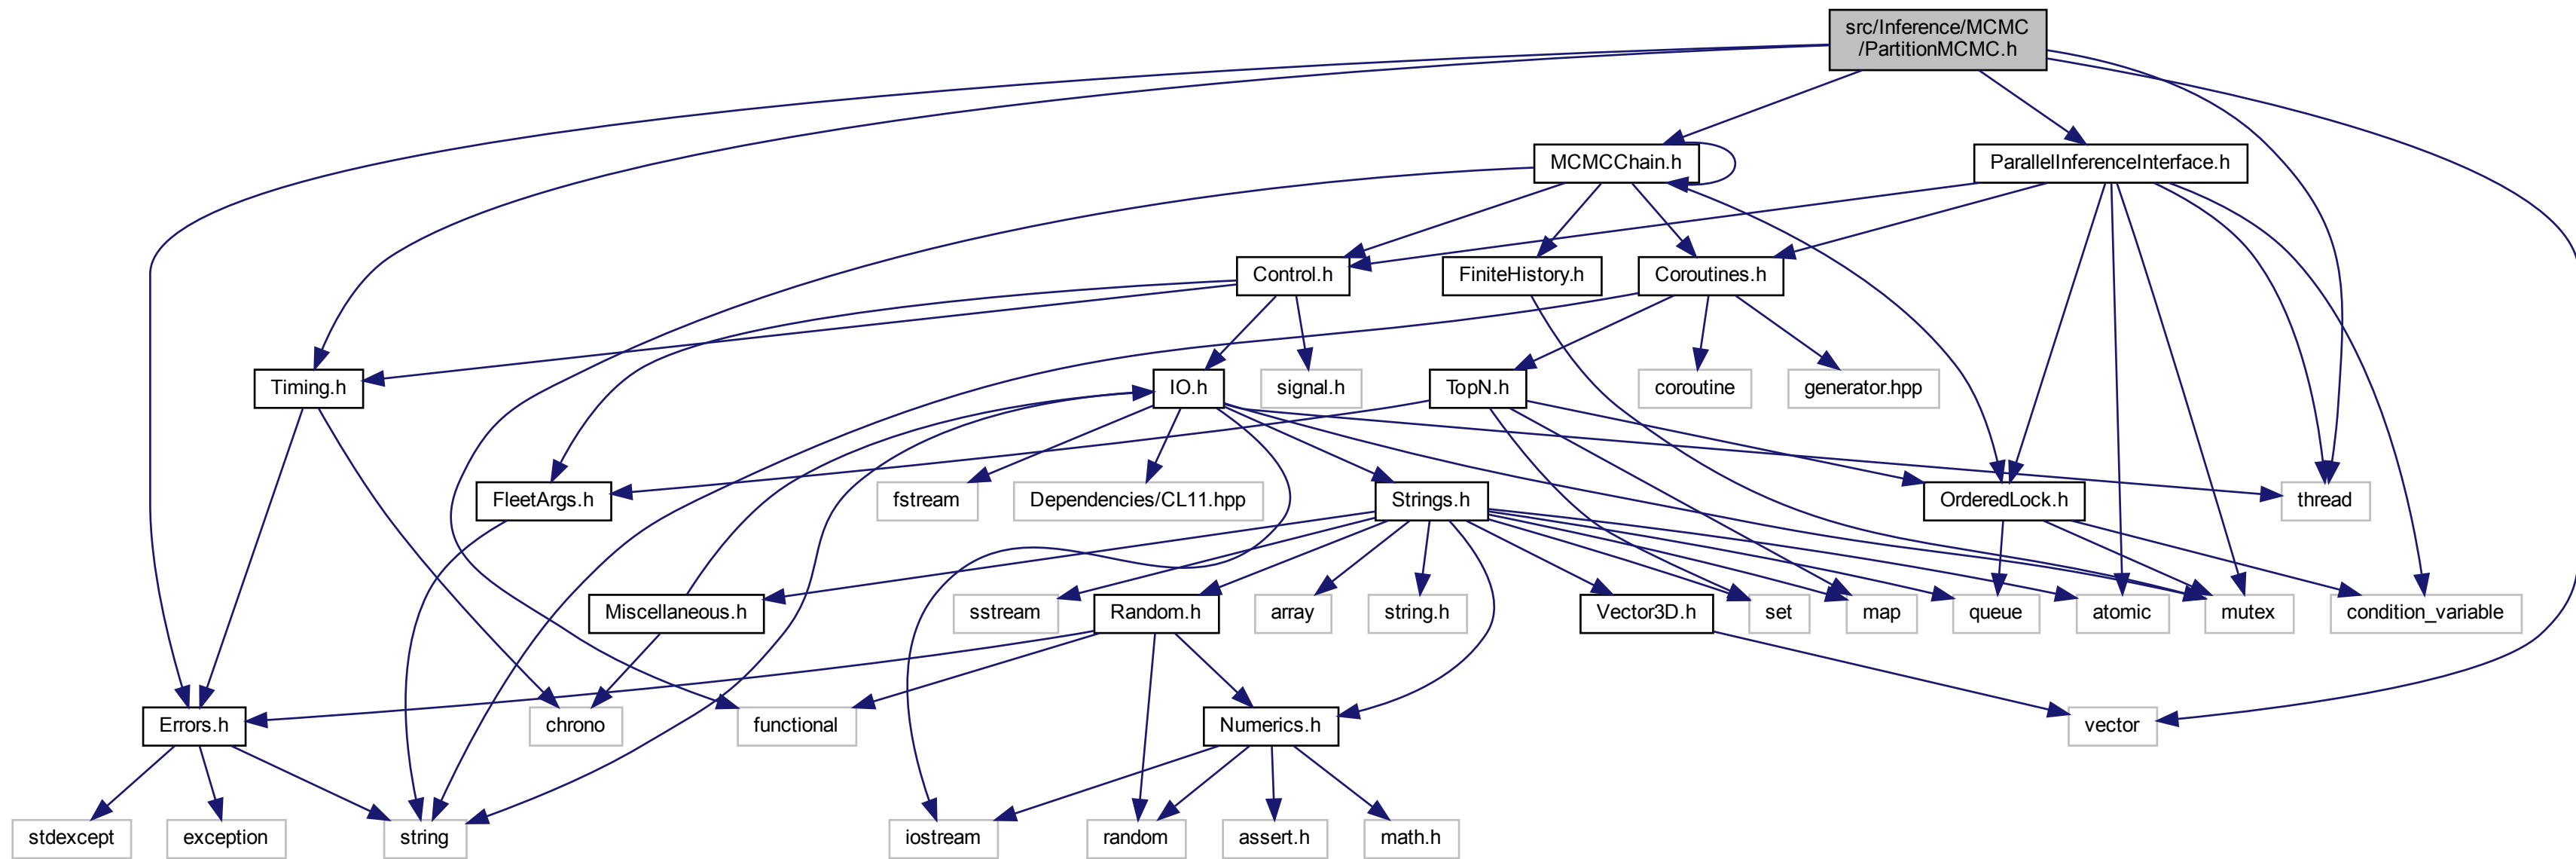 src/Inference/MCMC
/PartitionMCMC.h
MCMCChain.h
ParallelInferenceInterface.h
Control.h
FiniteHistory.h
Coroutines.h
Timing.h
IO.h
signal.h
TopN.h
coroutine
generator.hpp
FleetArgs.h
fstream
Dependencies/CL11.hpp
Strings.h
OrderedLock.h
thread
Miscellaneous.h
sstream
Random.h
array
string.h
Vector3D.h
set
map
queue
atomic
mutex
condition_variable
Errors.h
chrono
functional
Numerics.h
vector
stdexcept
exception
string
iostream
random
assert.h
math.h